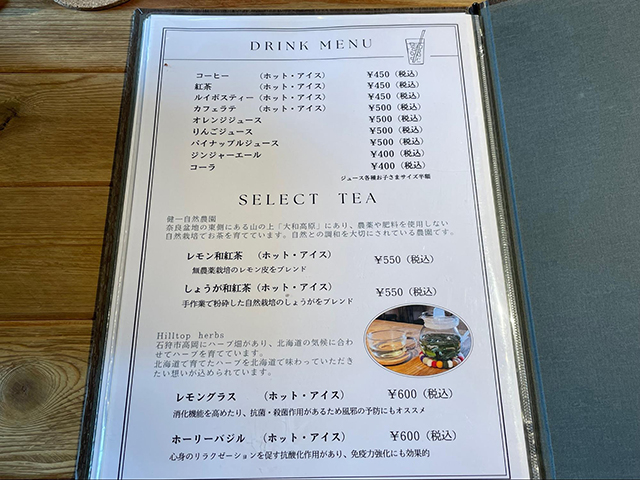 DRINK MENU
コーヒー （ホット・アイス） ¥450（税込）
紅茶 （ホット・アイス） ¥450（税込）
ルイボスティー（ホット・アイス） ¥450（税込）
カフェラテ （ホット・アイス） ¥500（税込）
オレンジジュース ¥500（税込）
りんごジュース ¥500（税込）
パイナップルジュース ¥500（税込）
ジンジャーエール ¥400（税込）
コーラ ¥400（税込）
ジュース各種お子さまサイズ半額
SELECT TEA
健一自然農園
奈良盆地の東側にある山の上「大和高原」にあり、農薬や肥料を使用しない
自然栽培でお茶を育てています。自然との調和を大切にされている農園です。
レモン和紅茶 （ホット・アイス） ¥550（税込）
無農薬栽培のレモン皮をブレンド
しょうが和紅茶（ホット・アイス） ¥550（税込）
手作業で粉砕した自然栽培のしょうがをブレンド
Hilltop herbs
石狩市高岡にハーブ畑があり、北海道の気候に合わ
せてハーブを育てています。
北海道で育てたハーブを北海道で味わっていただき
たい想いが込められています。
レモングラス （ホット・アイス） ¥600（税込）
消化機能を高めたり、抗菌・殺菌作用があるため風邪の予防にもオススメ
ホーリーバジル （ホット・アイス） ¥600（税込）
心身のリラクゼーションを促す抗酸化作用があり、免疫力強化にも効果的